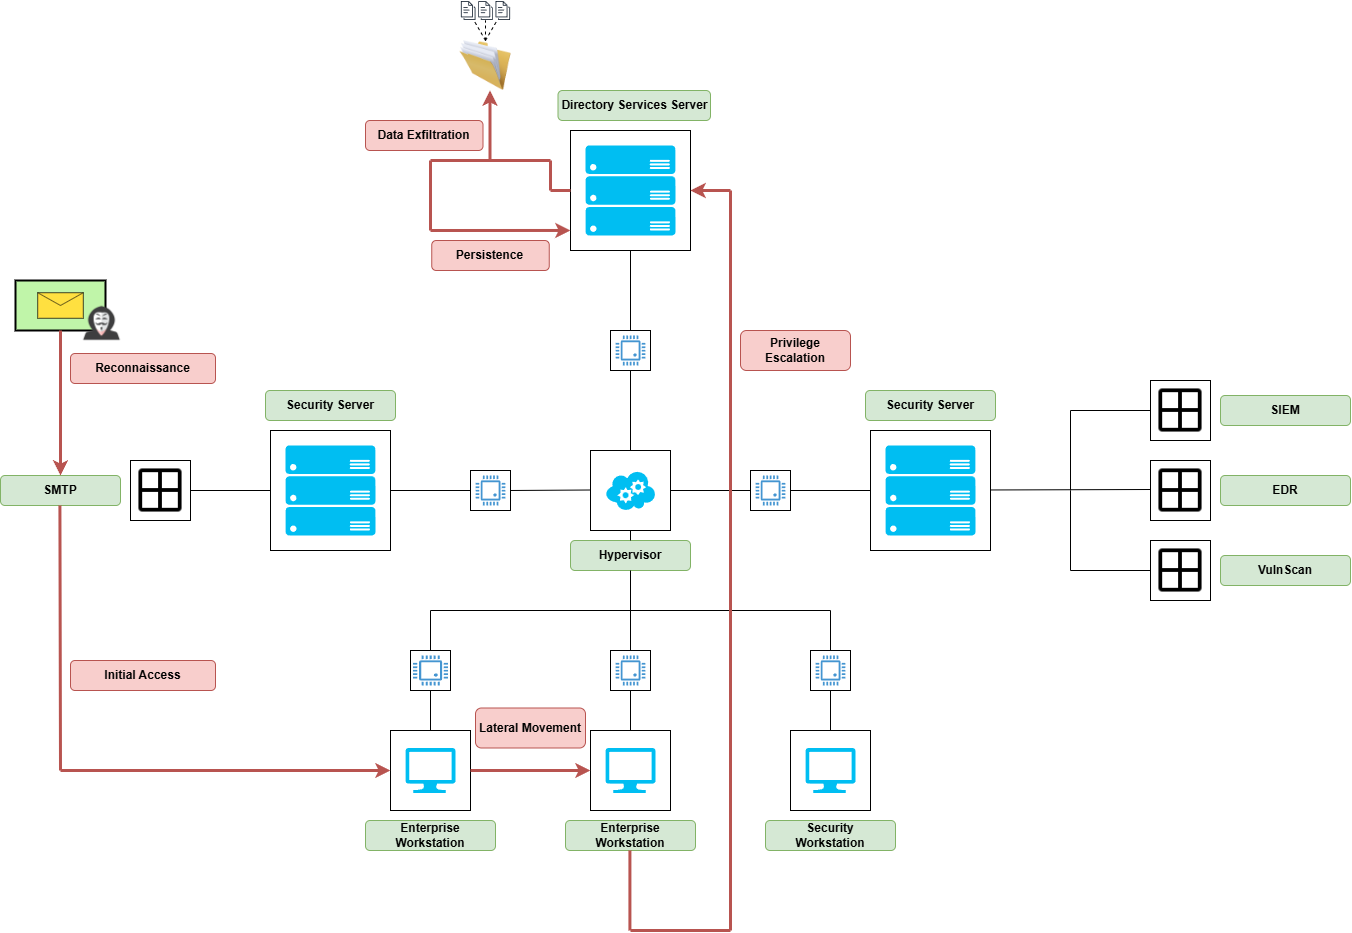 Directory Services Server
Data Exfiltration
Persistence
Reconnaissance
Privilege
Escalation
Security Server
Security Server
SIEM
SMTP
EDR
Hypervisor
VulnScan
Initial Access
Lateral Movement
Enterprise
Workstation
Enterprise
Workstation
Security
Workstation